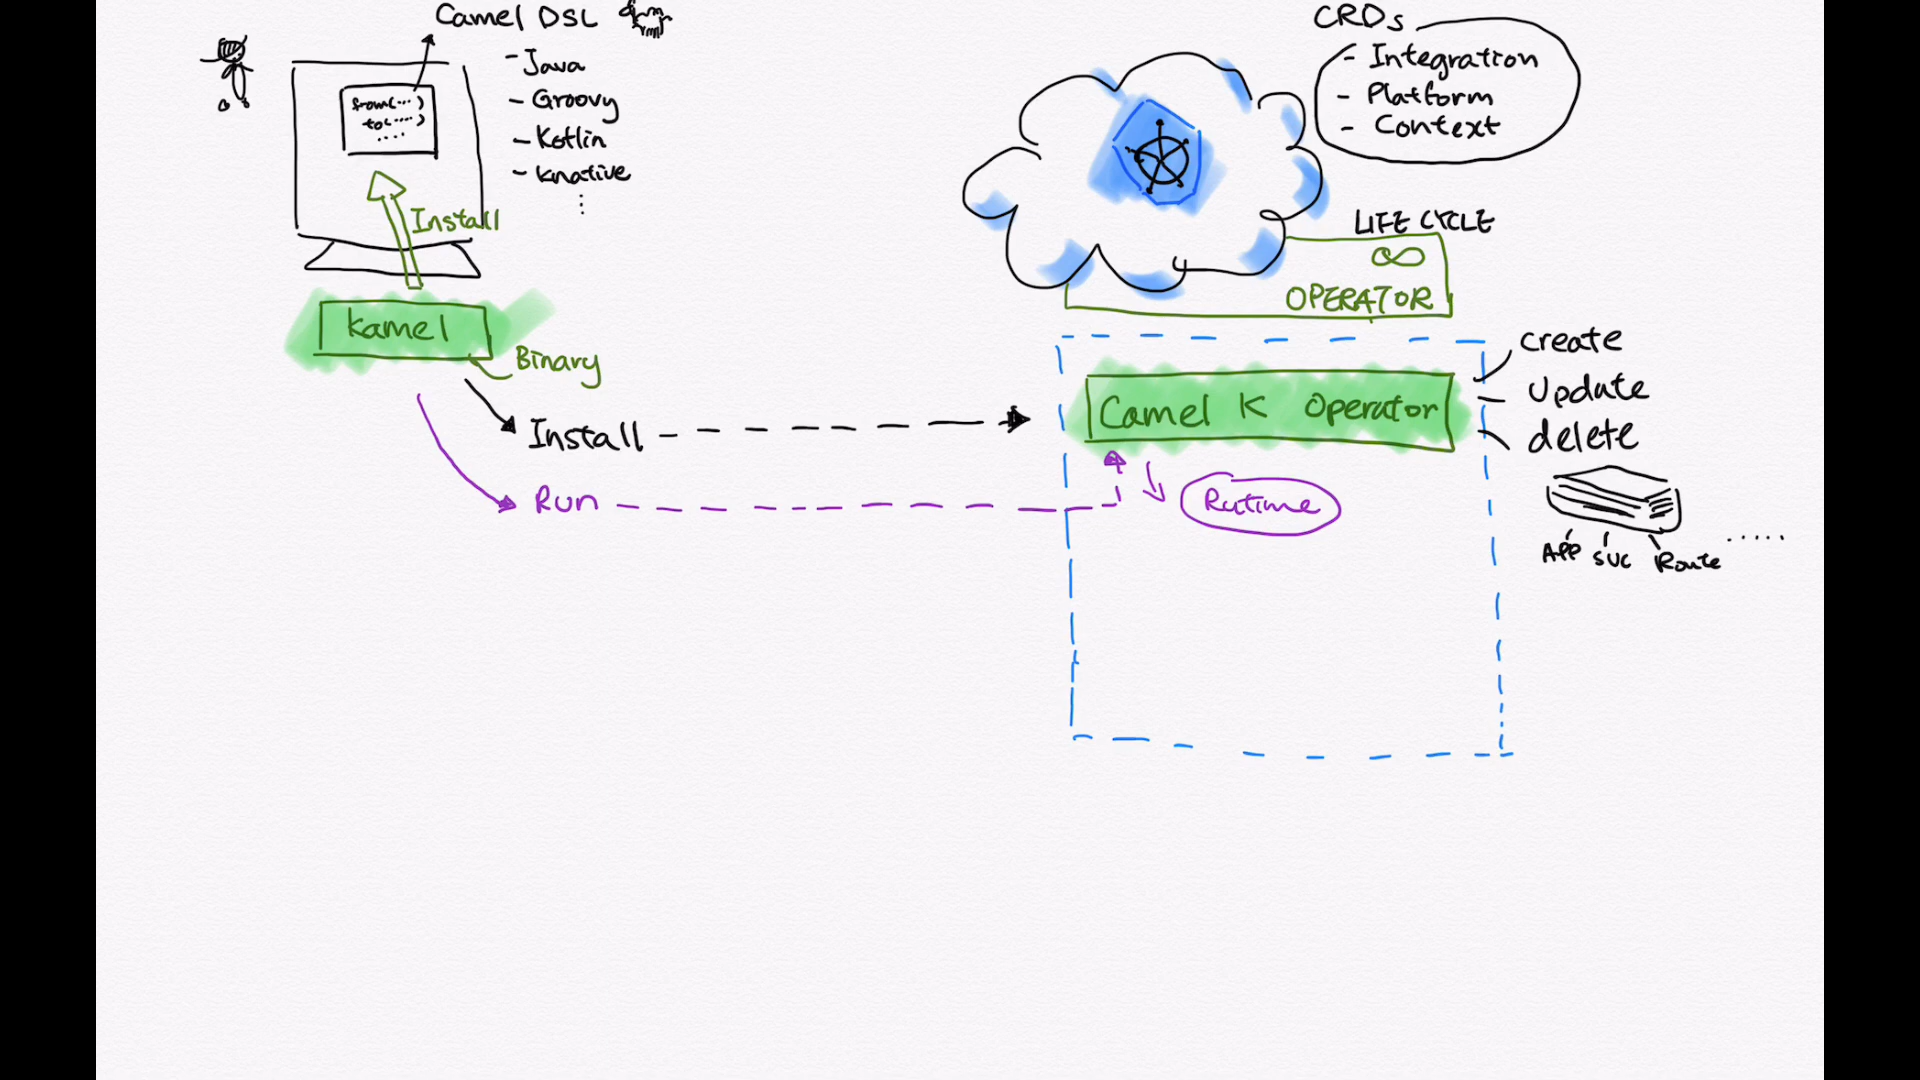 Camel DSL
- Java
- Groovy
- Kotlin
- Knative
⋮
from(...)
to(....)
....
Install
Kamel
Binary
Install
Run
CRDs
- Integration
- Platform
- Context
LIFE CYCLE
OPERATOR
Camel K Operator
create
update
delete
Rutime
APP SVC Route .....